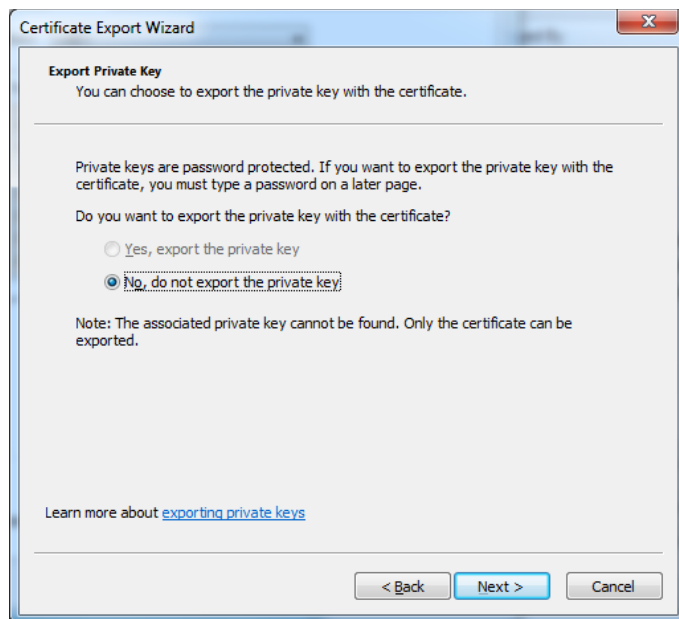 Certificate Export Wizard
Export Private Key
You can choose to export the private key with the certificate.
Private keys are password protected. If you want to export the private key with the
certificate, you must type a password on a later page.
Do you want to export the private key with the certificate?
Yes, export the private key
No, do not export the private key
Note: The associated private key cannot be found. Only the certificate can be
exported.
Learn more about exporting private keys
< Back Next > Cancel